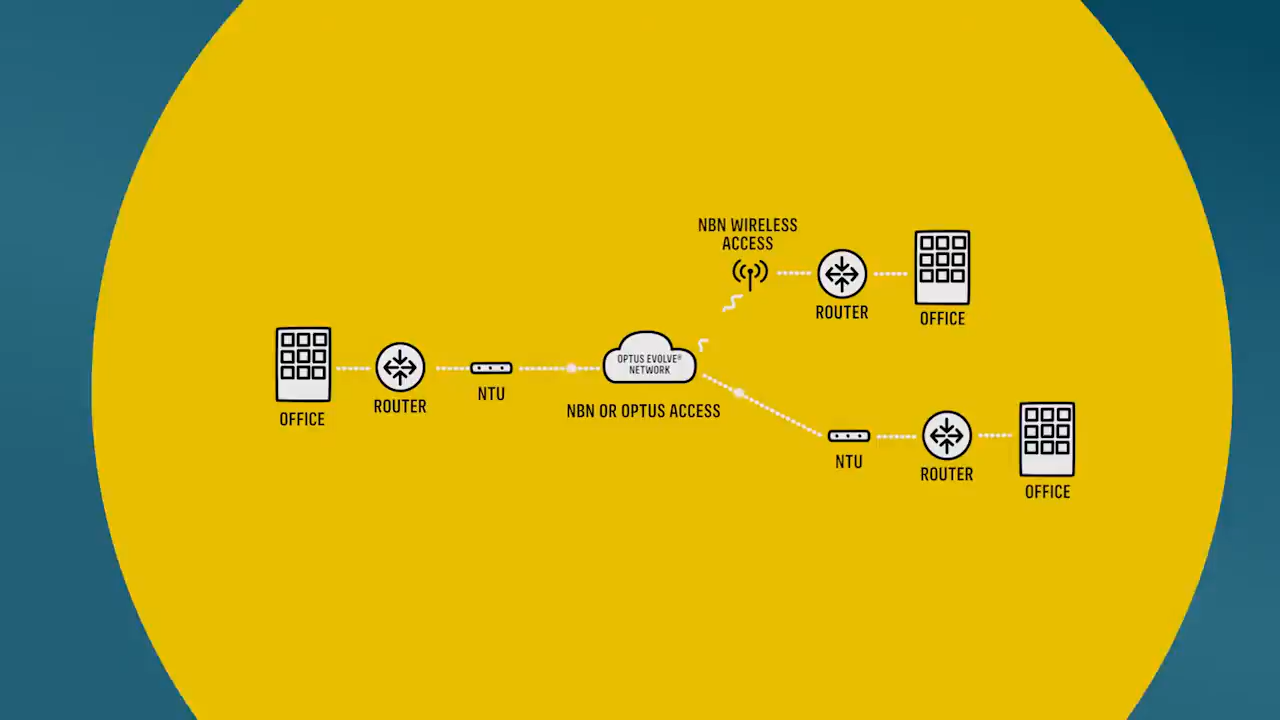 NBN WIRELESS
ACCESS
ROUTER
OFFICE
OPTUS EVOLVE®
NETWORK
OFFICE
ROUTER
NTU
NBN OR OPTUS ACCESS
NTU
ROUTER
OFFICE